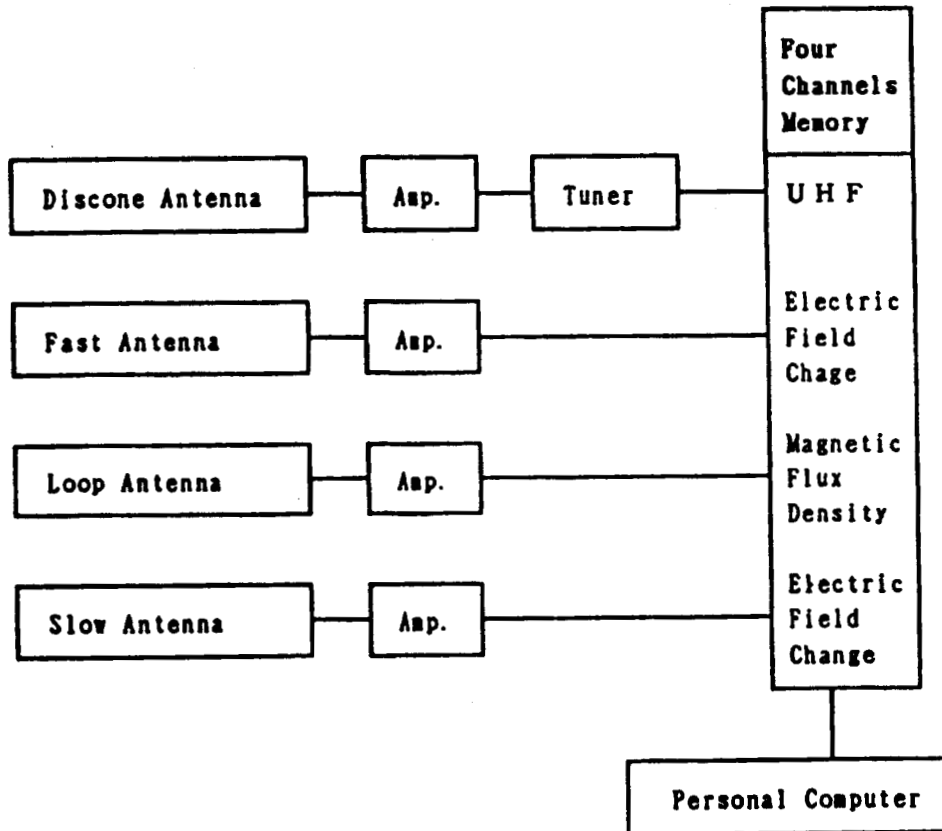 Four
Channels
Memory
Discone Antenna
Amp.
Tuner
UHF
Fast Antenna
Amp.
Electric
Field
Chage
Loop Antenna
Amp.
Magnetic
Flux
Density
Slow Antenna
Amp.
Electric
Field
Change
Personal Computer